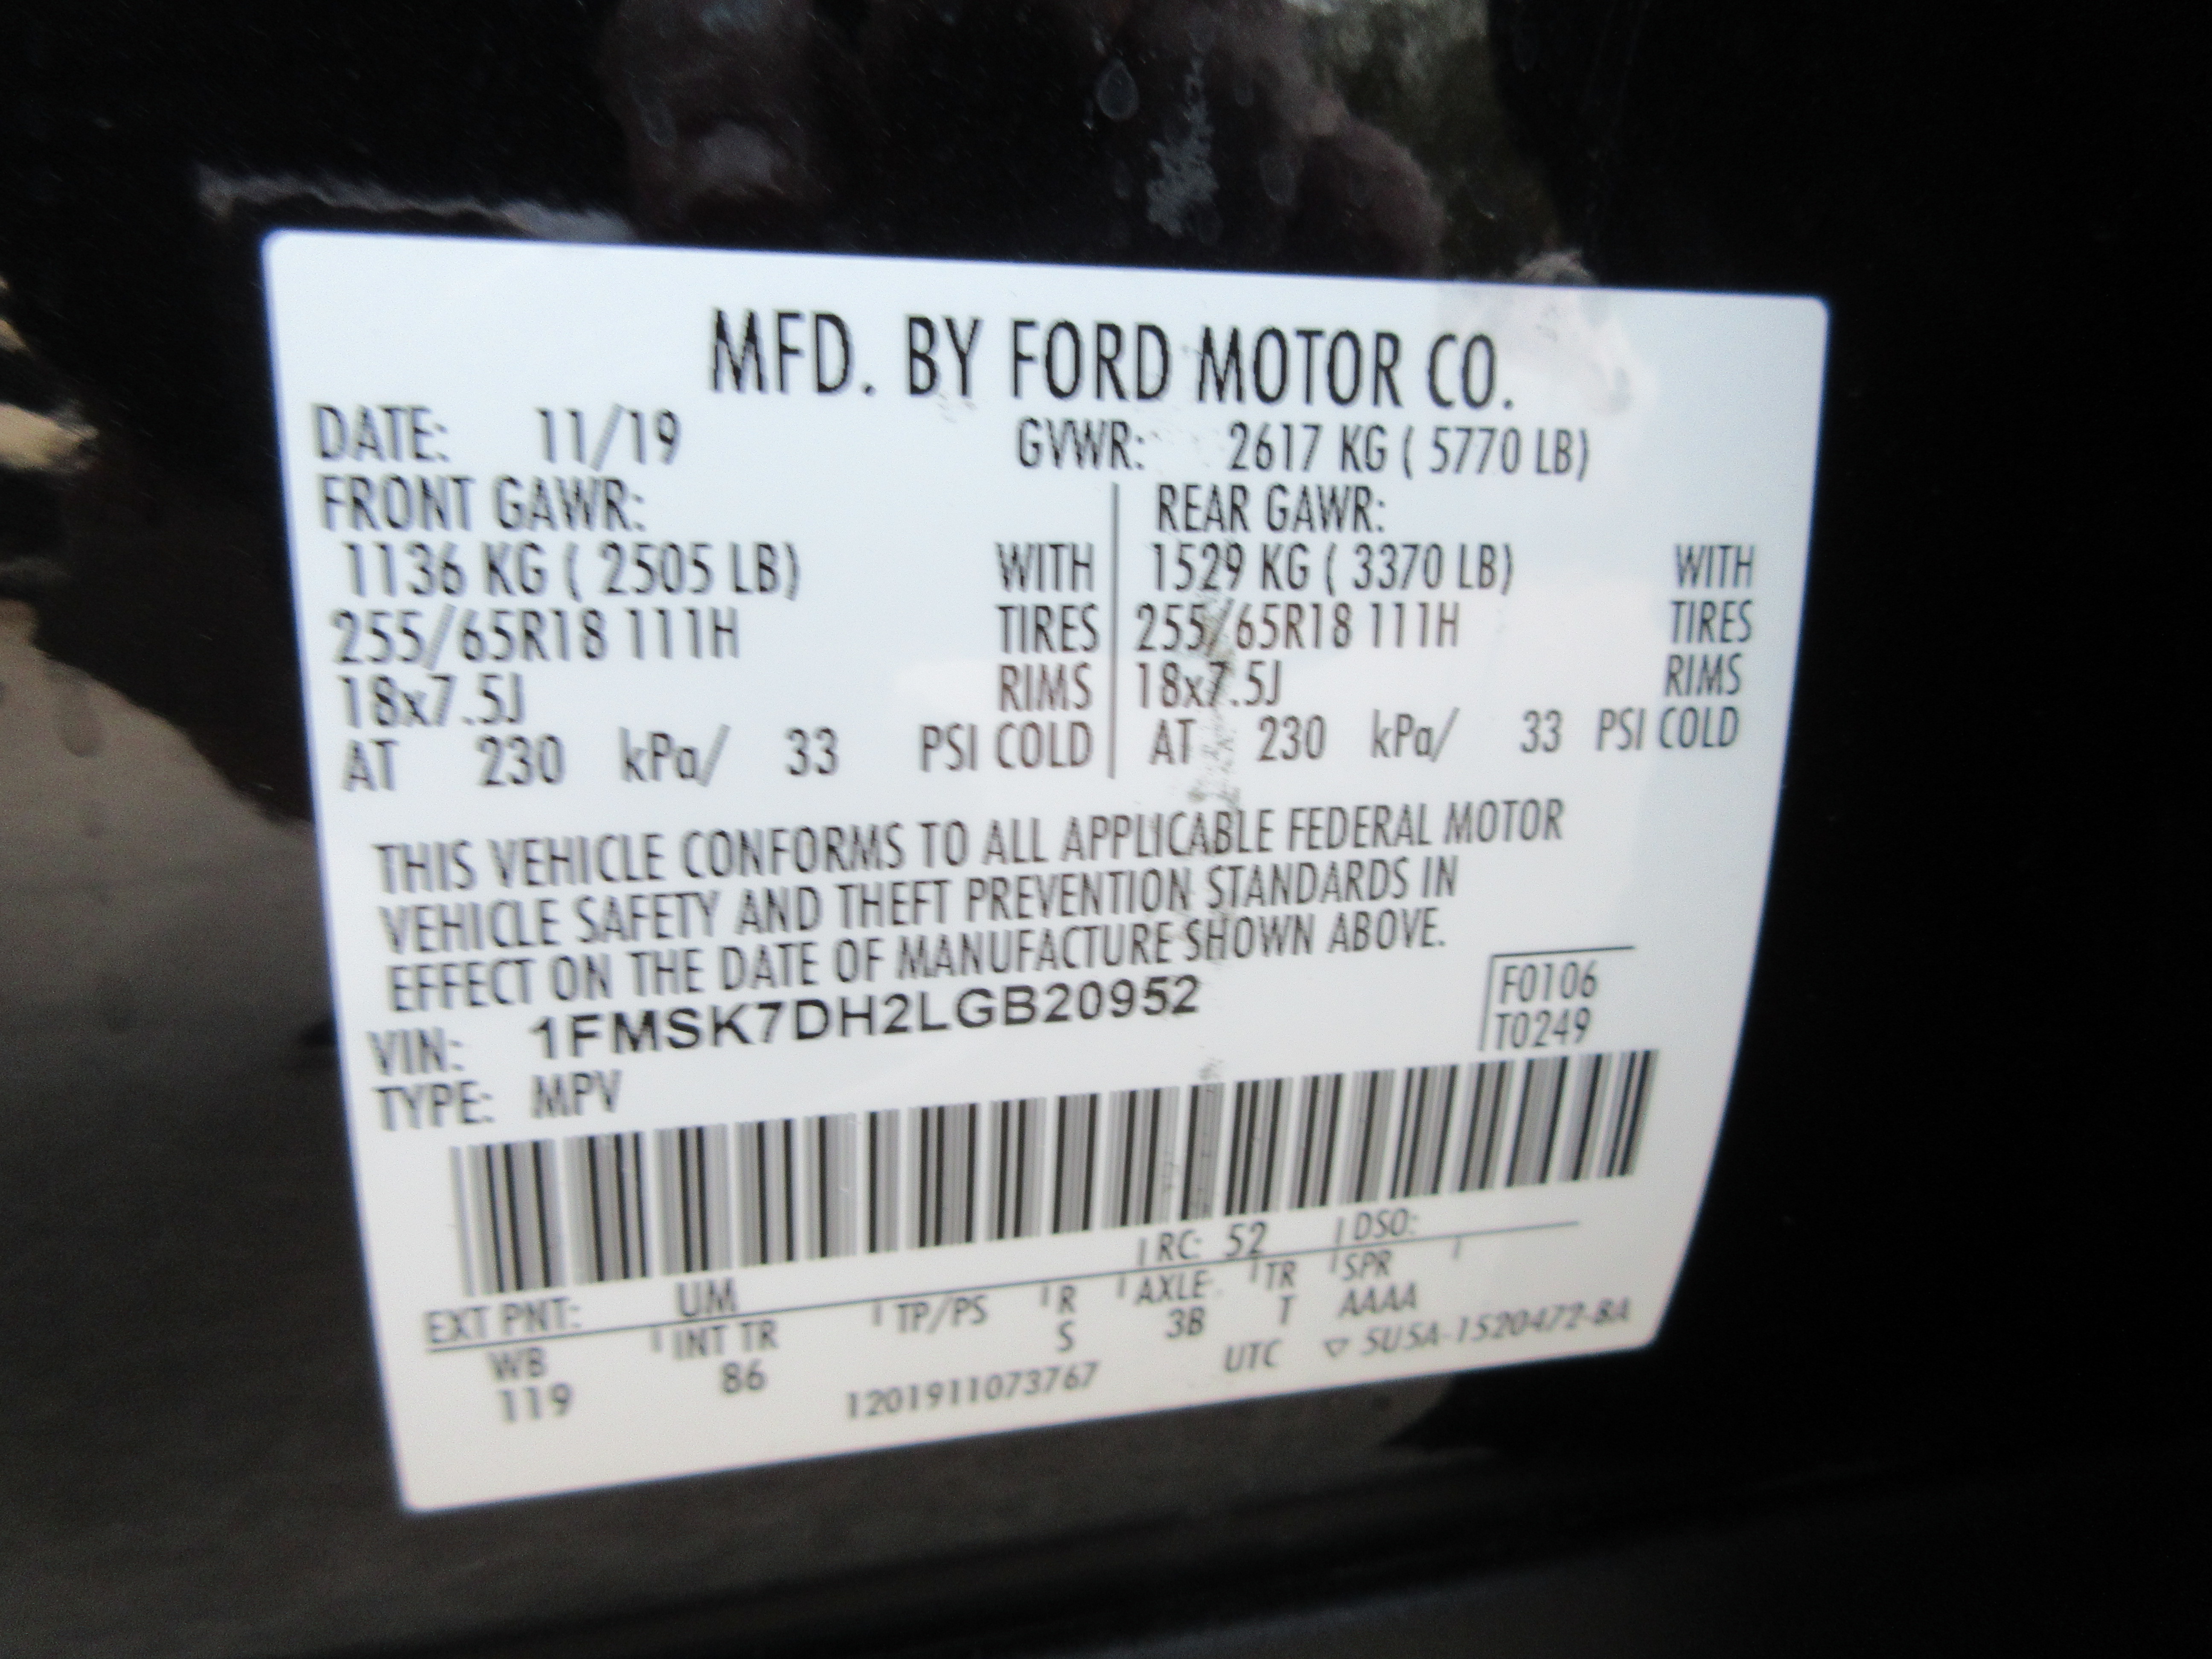 MFD. BY FORD MOTOR CO.
DATE: 11/19 GVWR: 2617 KG ( 5770 LB)
FRONT GAWR: REAR GAWR:
1136 KG ( 2505 LB) WITH 1529 KG ( 3370 LB) WITH
255/65R18 111H TIRES 255/65R18 111H TIRES
18x7.5J RIMS 18x7.5J RIMS
AT 230 kPa/ 33 PSI COLD AT 230 kPa/ 33 PSI COLD
THIS VEHICLE CONFORMS TO ALL APPLICABLE FEDERAL MOTOR
VEHICLE SAFETY AND THEFT PREVENTION STANDARDS IN
EFFECT ON THE DATE OF MANUFACTURE SHOWN ABOVE.
VIN: 1FMSK7DH2LGB20952 F0106
TYPE: MPV T0249
EXT PNT: UM RC: 52 DSO:
WB INT TR TP/PS R AXLE TR SPR
119 86 S 3B T AAAA
1201911073767 UTC ▽ 5U5A-1520472-BA